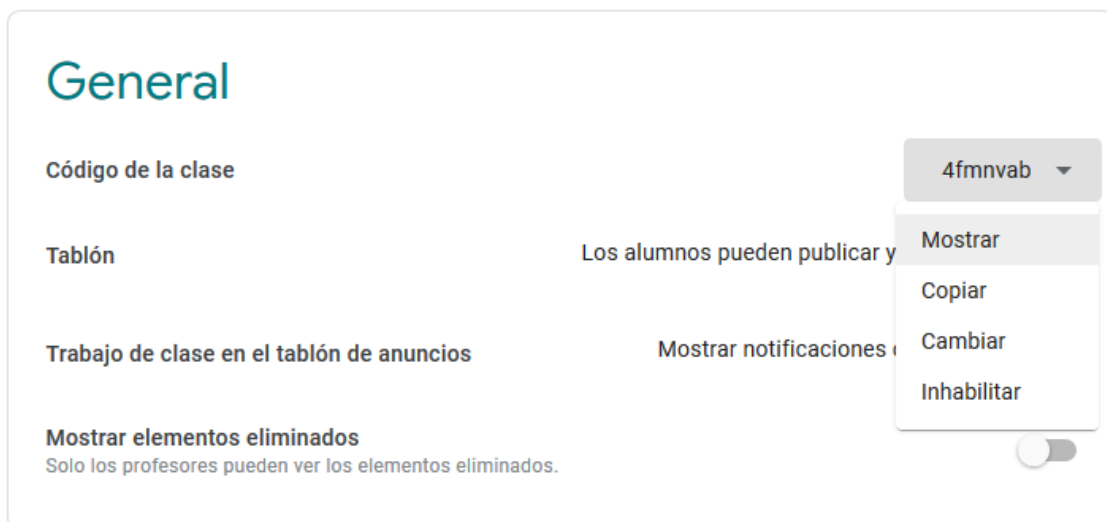 General
Código de la clase
4fmnvab
Tablón
Los alumnos pueden publicar y
Mostrar
Copiar
Trabajo de clase en el tablón de anuncios
Mostrar notificaciones
Cambiar
Inhabilitar
Mostrar elementos eliminados
Solo los profesores pueden ver los elementos eliminados.